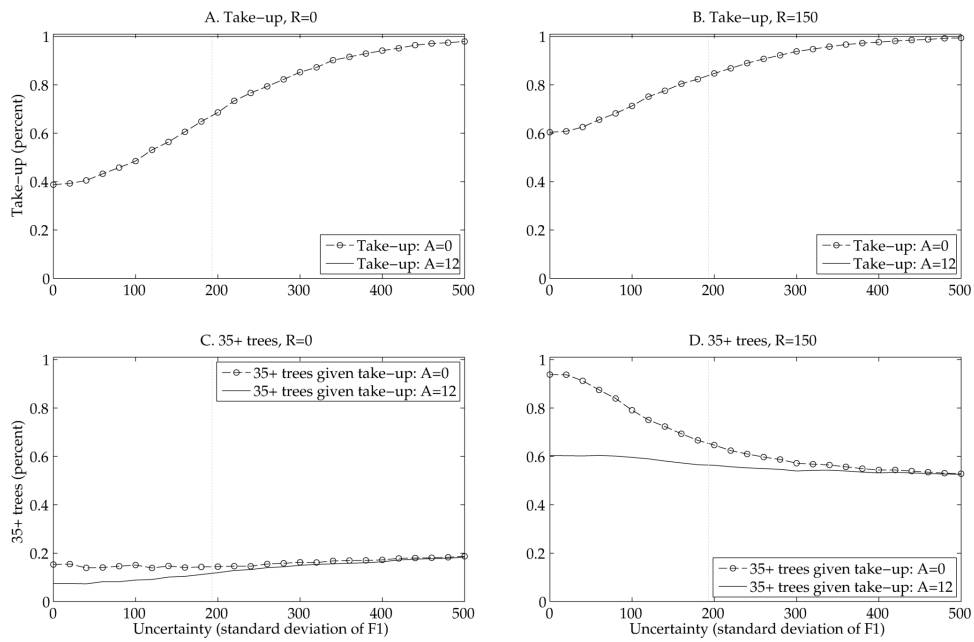 A. Take−up, R=0
Take−up (percent)
1
0.8
0.6
0.4
0.2
0
0 100 200 300 400 500
Take−up: A=0
Take−up: A=12
B. Take−up, R=150
1
0.8
0.6
0.4
0.2
0
0 100 200 300 400 500
Take−up: A=0
Take−up: A=12
C. 35+ trees, R=0
35+ trees (percent)
1
0.8
0.6
0.4
0.2
0
0 100 200 300 400 500
35+ trees given take−up: A=0
35+ trees given take−up: A=12
Uncertainty (standard deviation of F1)
D. 35+ trees, R=150
1
0.8
0.6
0.4
0.2
0
0 100 200 300 400 500
35+ trees given take−up: A=0
35+ trees given take−up: A=12
Uncertainty (standard deviation of F1)